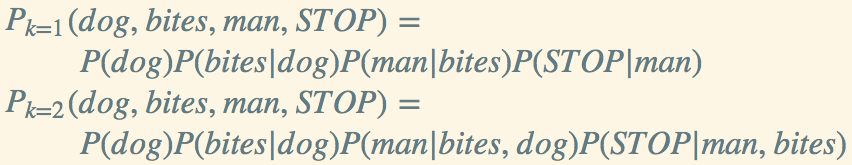 P_{k=1}(dog, bites, man, STOP) =
P(dog)P(bites|dog)P(man|bites)P(STOP|man)
P_{k=2}(dog, bites, man, STOP) =
P(dog)P(bites|dog)P(man|bites, dog)P(STOP|man, bites)